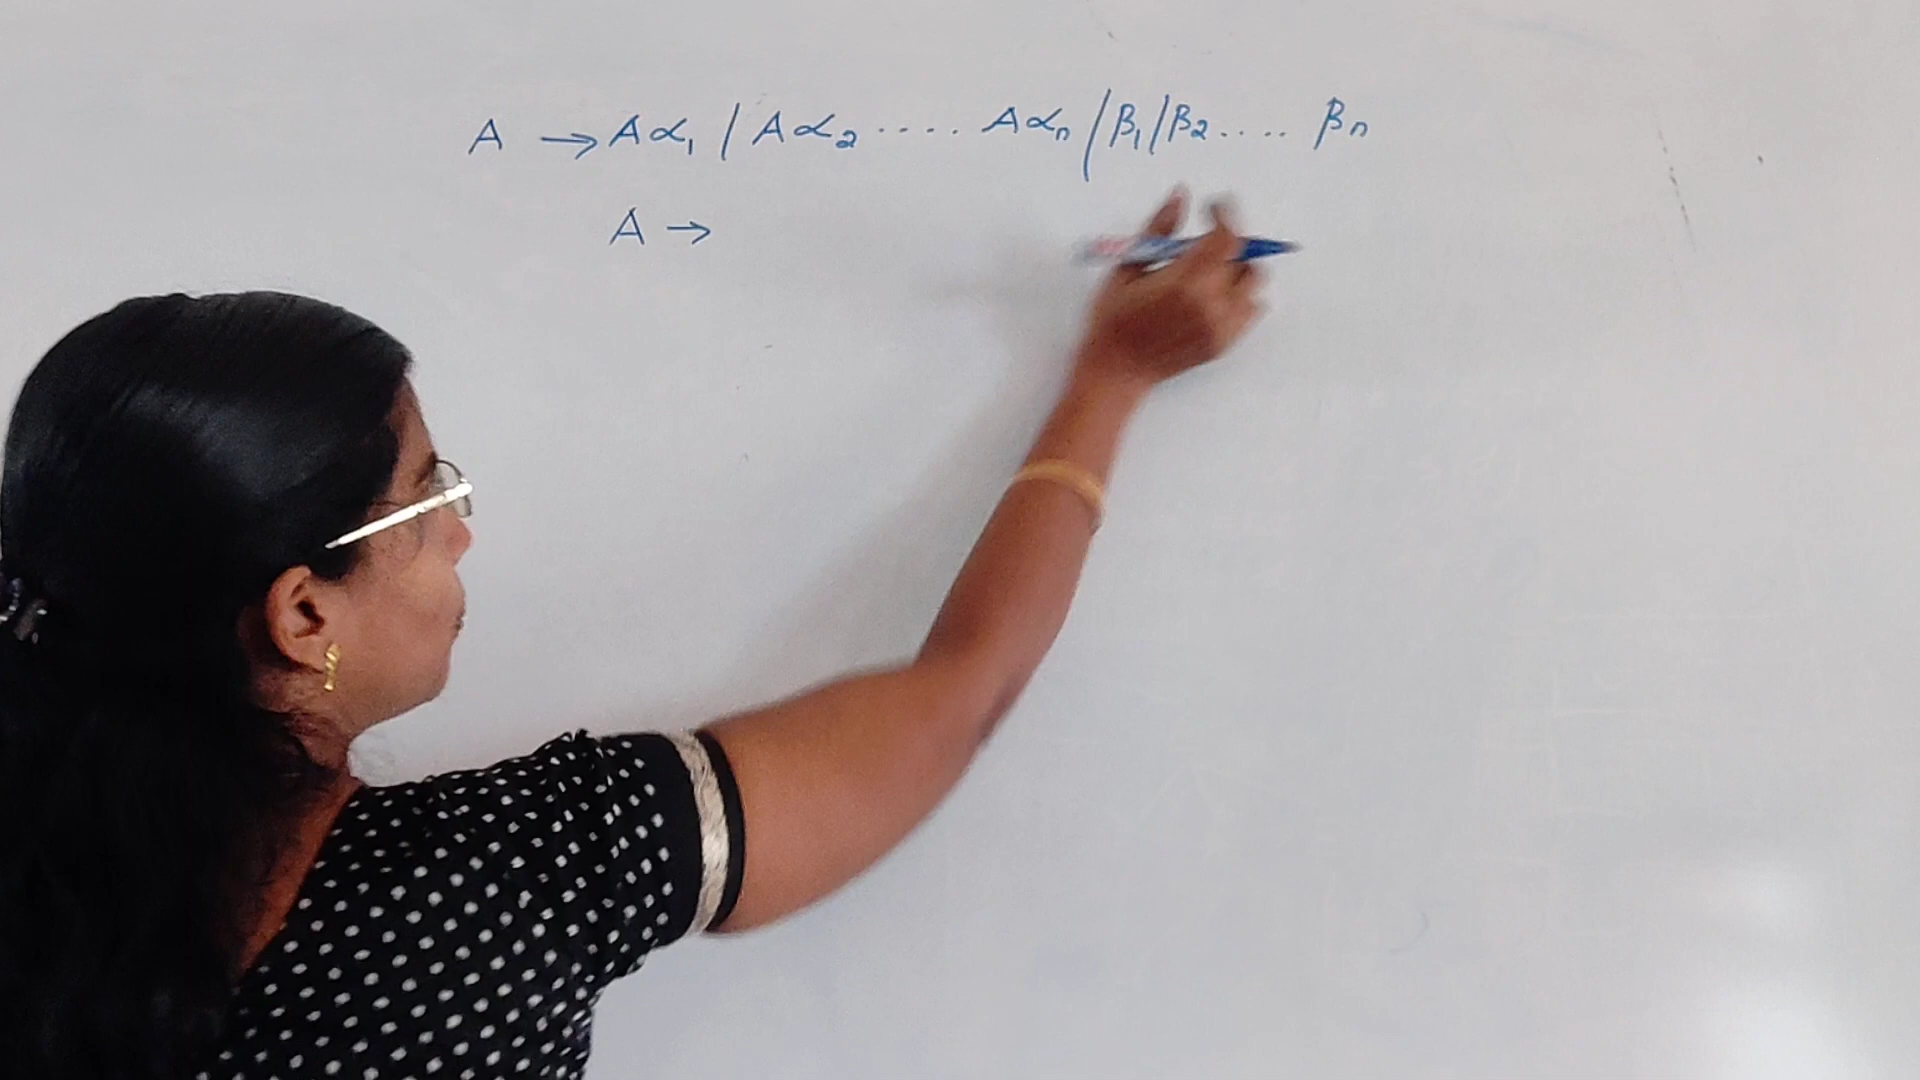 A → Aα₁ / Aα₂ ..... Aαₙ / β₁ / β₂ ..... βₙ
A →